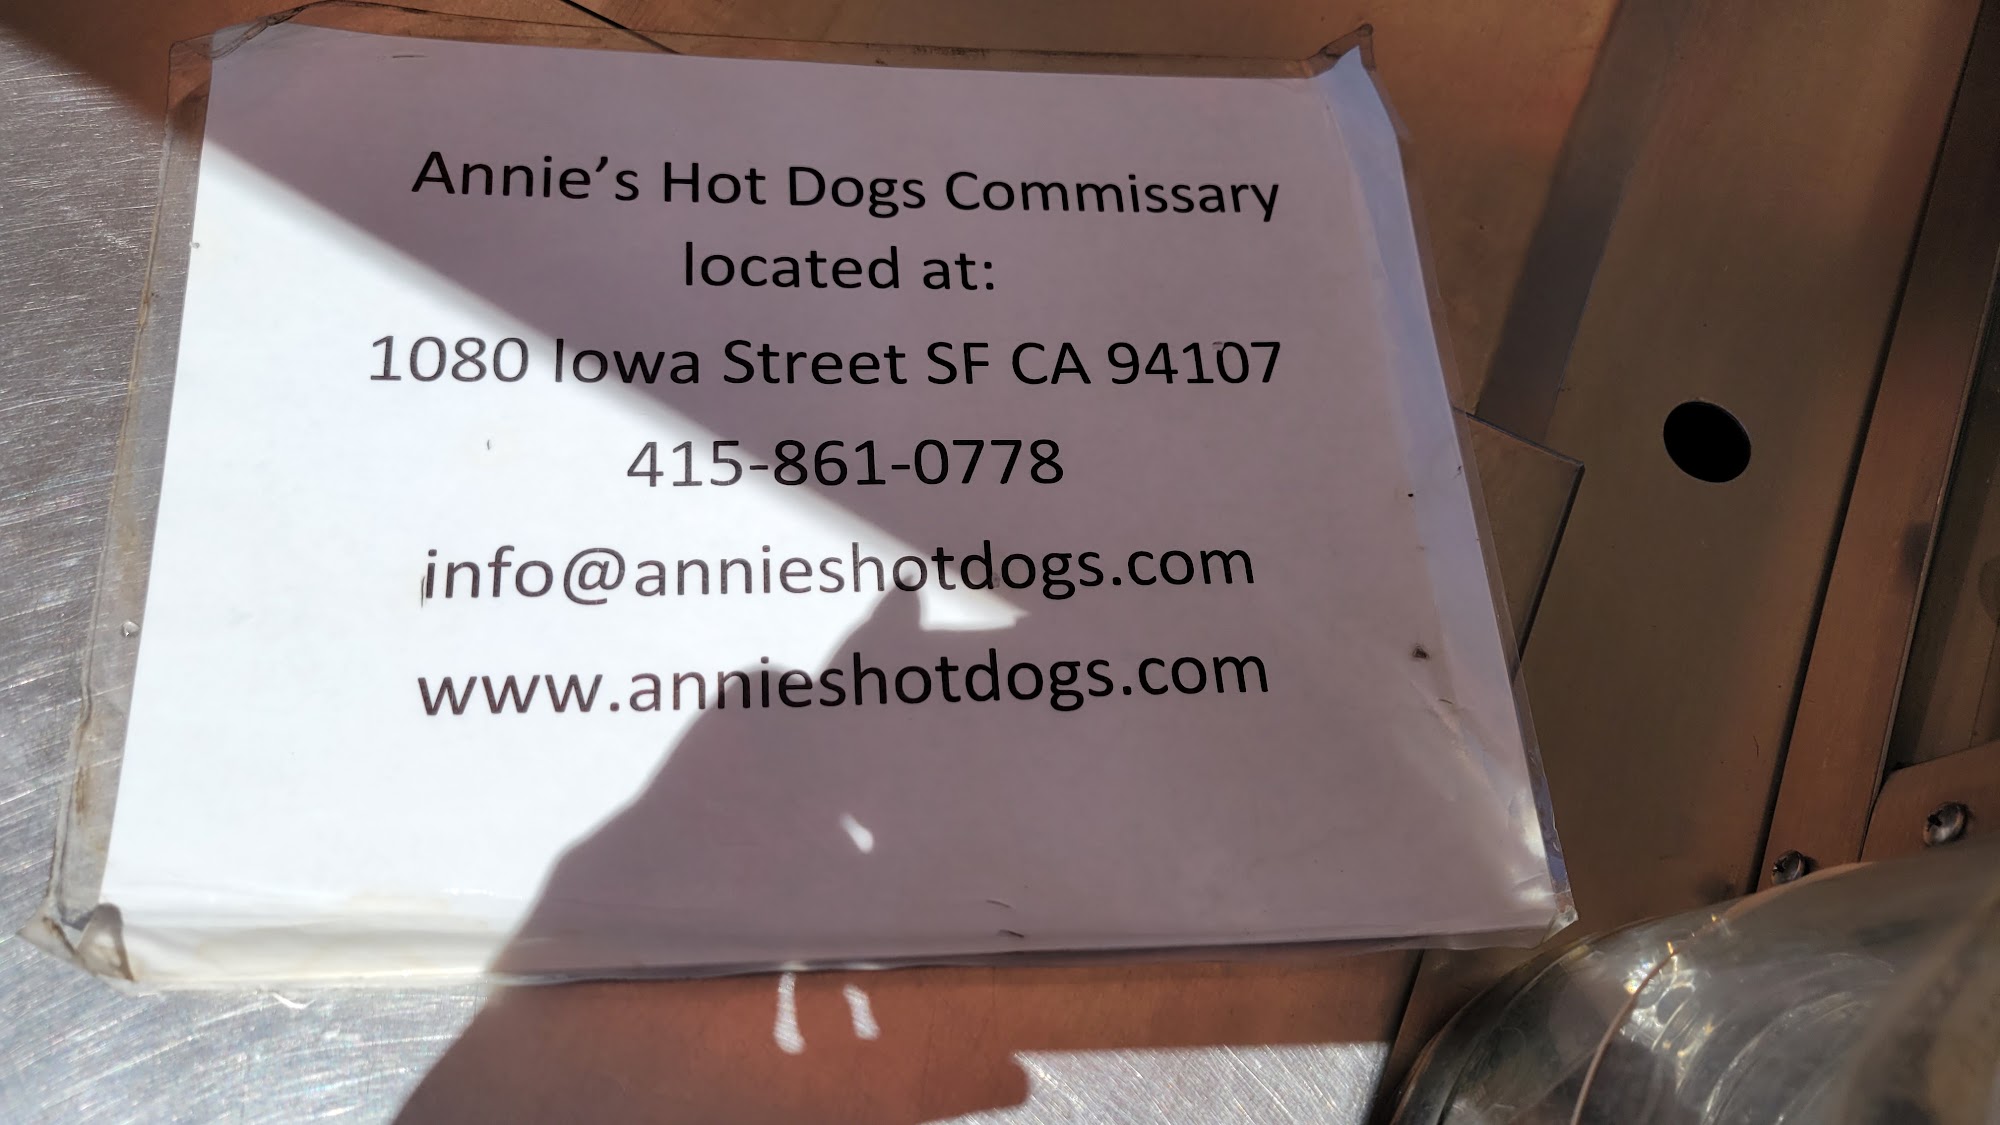 Annie’s Hot Dogs Commissary
located at:
1080 Iowa Street SF CA 94107
415-861-0778
info@annieshotdogs.com
www.annieshotdogs.com